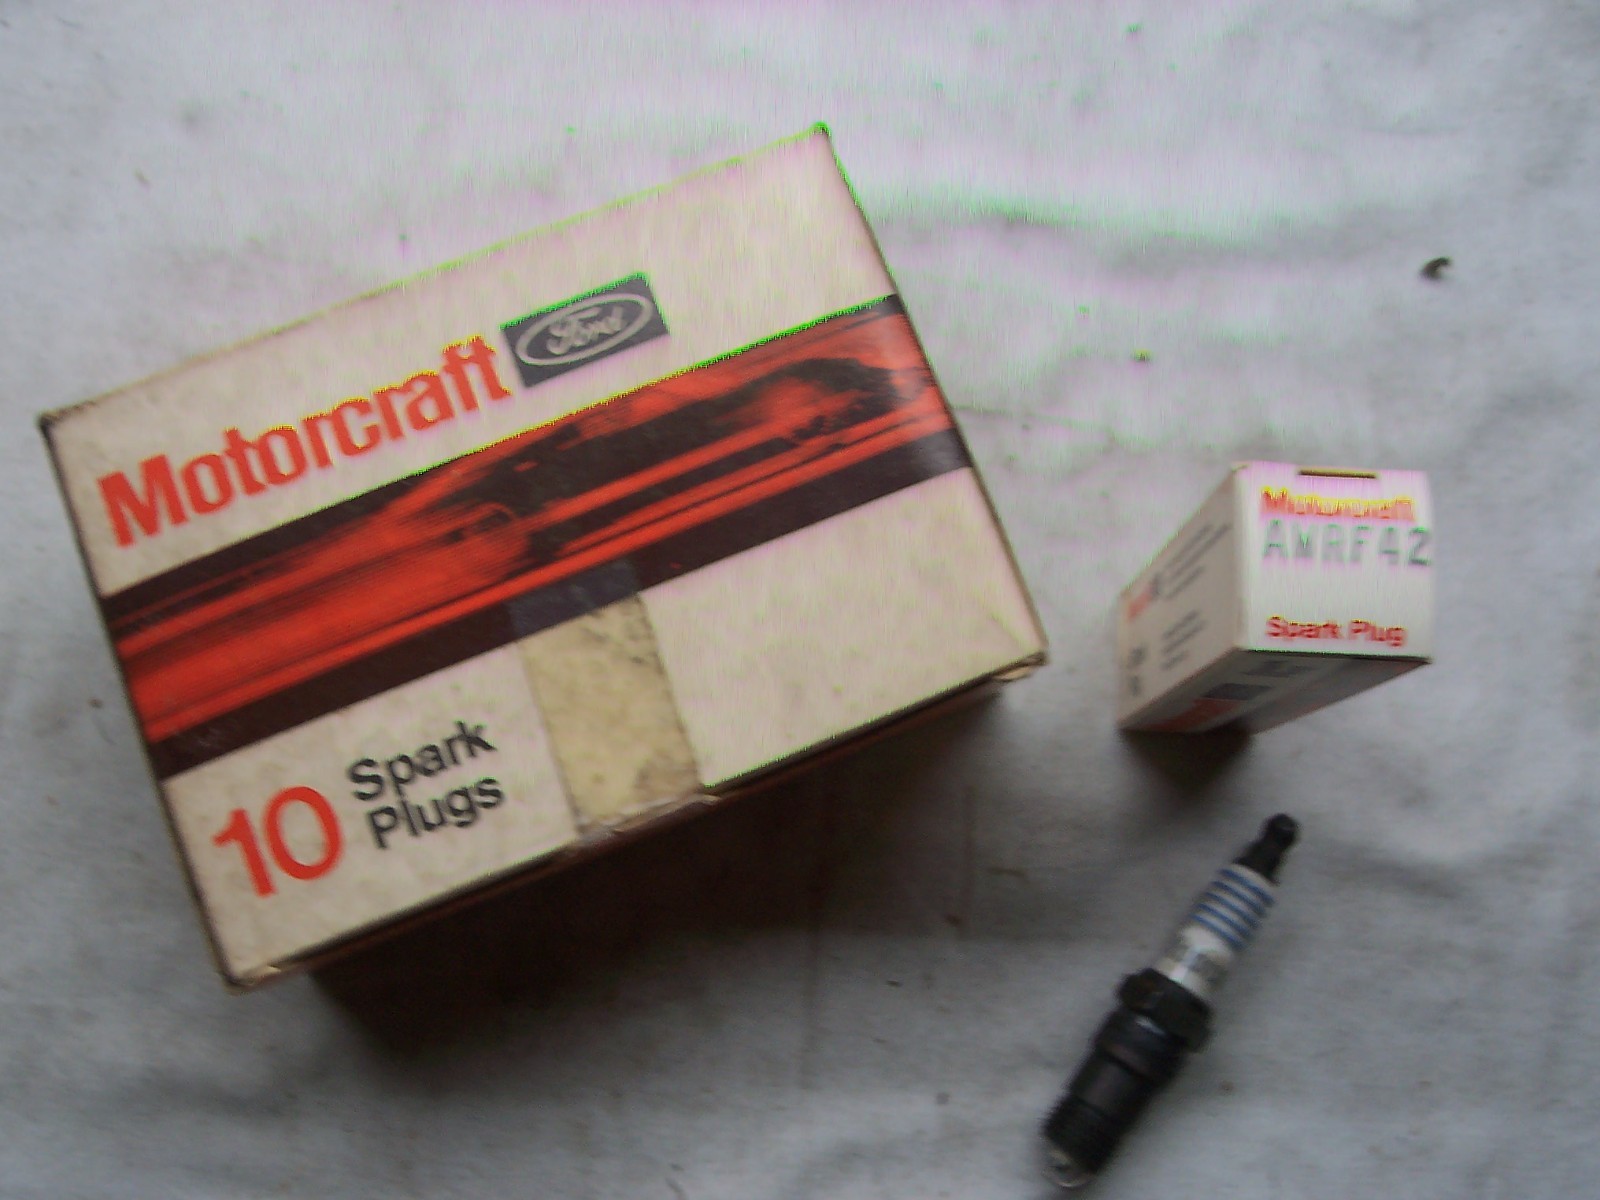 Motorcraft Ford
10 Spark
Plugs
Motorcraft
AWRF42
Spark Plug